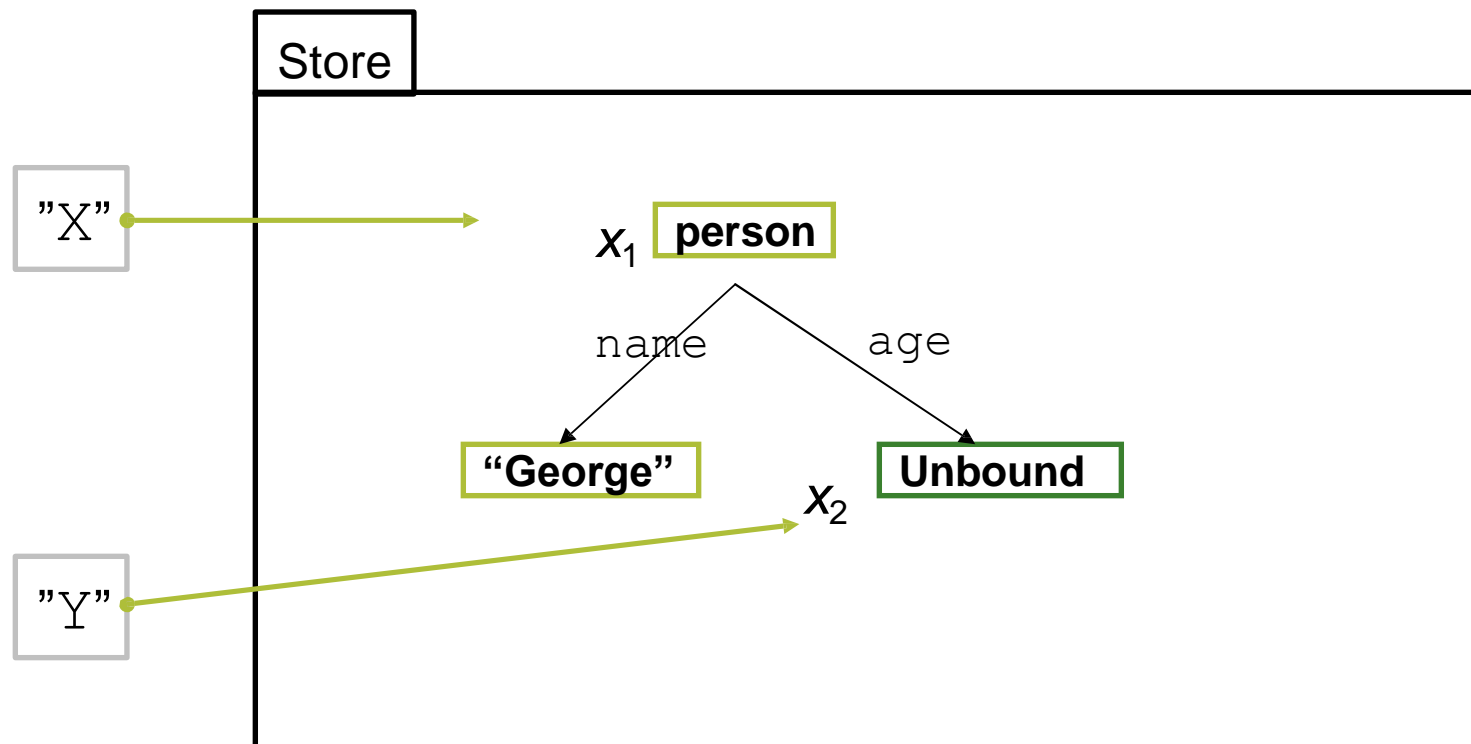 Store
”X”
x₁ person
name
age
“George”
Unbound
x₂
”Y”